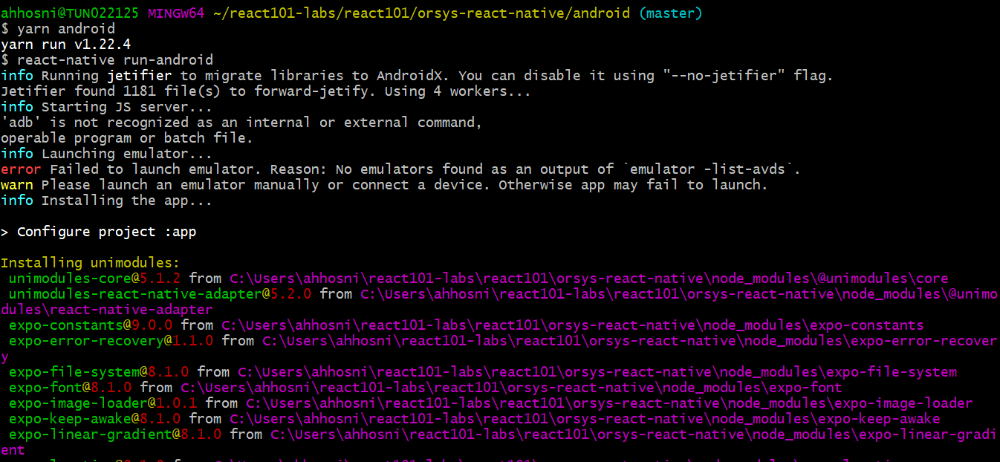 ahhosni@TUN022125 MINGW64 ~/react101-labs/react101/orsys-react-native/android (master)
$ yarn android
yarn run v1.22.4
$ react-native run-android
info Running jetifier to migrate libraries to AndroidX. You can disable it using "--no-jetifier" flag.
Jetifier found 1181 file(s) to forward-jetify. Using 4 workers...
info Starting JS server...
'adb' is not recognized as an internal or external command,
operable program or batch file.
info Launching emulator...
error Failed to launch emulator. Reason: No emulators found as an output of `emulator -list-avds`.
warn Please launch an emulator manually or connect a device. Otherwise app may fail to launch.
info Installing the app...
> Configure project :app
Installing unimodules:
unimodules-core@5.1.2 from C:\Users\ahhosni\react101-labs\react101\orsys-react-native\node_modules\@unimodules\core
unimodules-react-native-adapter@5.2.0 from C:\Users\ahhosni\react101-labs\react101\orsys-react-native\node_modules\@unimo
dules\react-native-adapter
expo-constants@9.0.0 from C:\Users\ahhosni\react101-labs\react101\orsys-react-native\node_modules\expo-constants
expo-error-recovery@1.1.0 from C:\Users\ahhosni\react101-labs\react101\orsys-react-native\node_modules\expo-error-recover
y
expo-file-system@8.1.0 from C:\Users\ahhosni\react101-labs\react101\orsys-react-native\node_modules\expo-file-system
expo-font@8.1.0 from C:\Users\ahhosni\react101-labs\react101\orsys-react-native\node_modules\expo-font
expo-image-loader@1.0.1 from C:\Users\ahhosni\react101-labs\react101\orsys-react-native\node_modules\expo-image-loader
expo-keep-awake@8.1.0 from C:\Users\ahhosni\react101-labs\react101\orsys-react-native\node_modules\expo-keep-awake
expo-linear-gradient@8.1.0 from C:\Users\ahhosni\react101-labs\react101\orsys-react-native\node_modules\expo-linear-gradi
ent